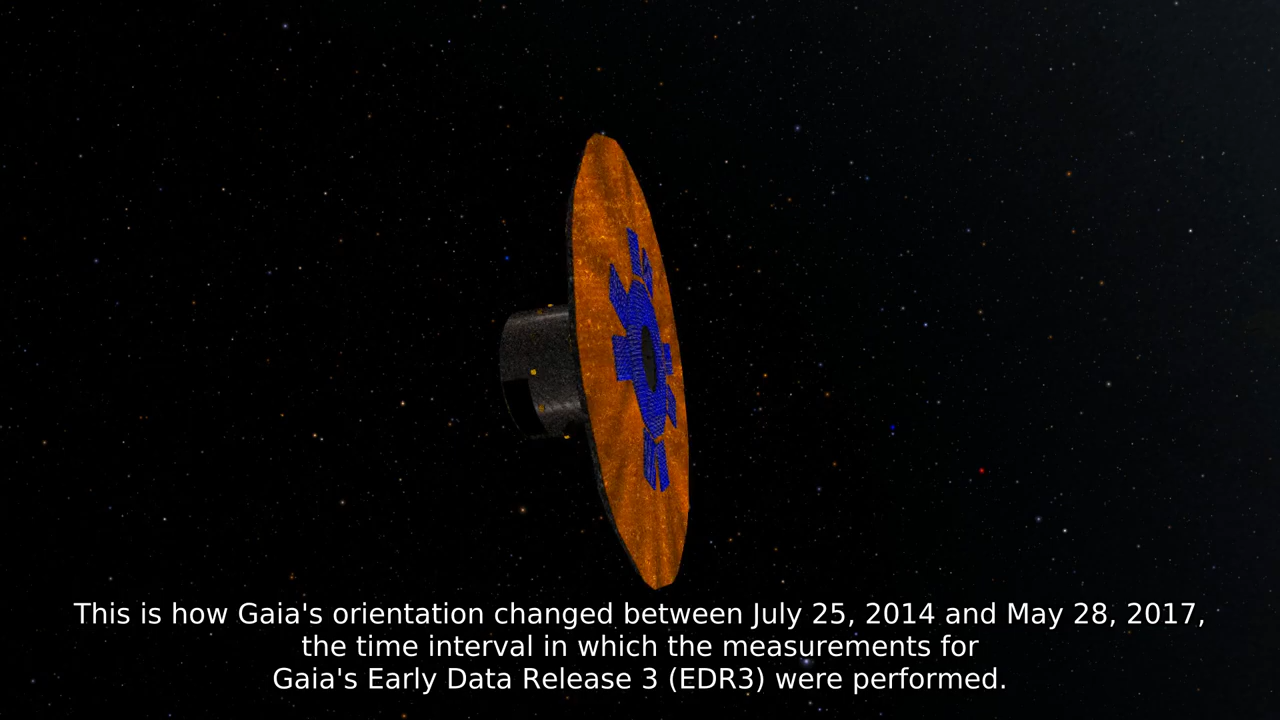 This is how Gaia's orientation changed between July 25, 2014 and May 28, 2017,
the time interval in which the measurements for
Gaia's Early Data Release 3 (EDR3) were performed.